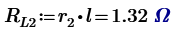 R_L2 := r_2 • l = 1.32 Ω